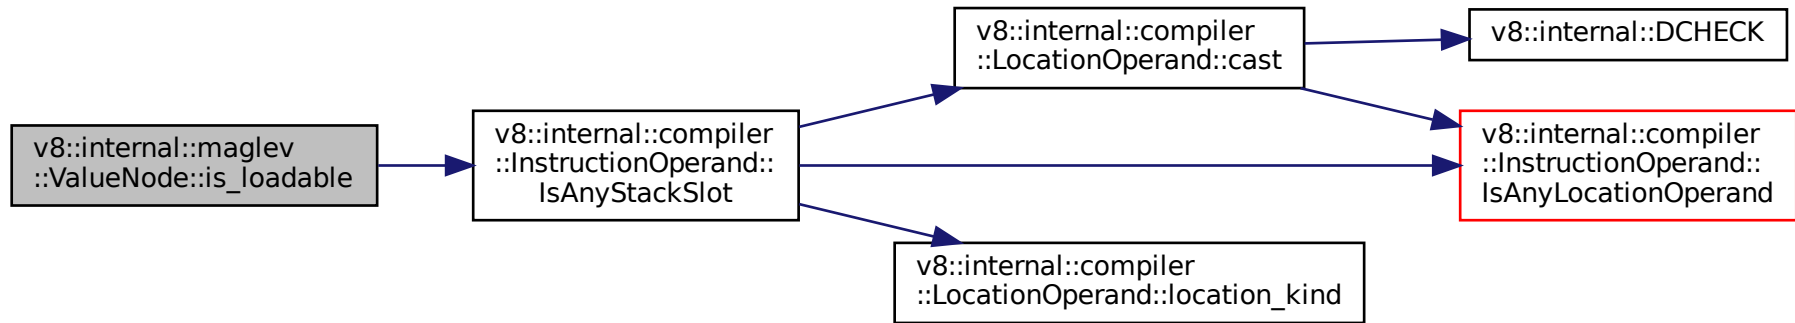 v8::internal::maglev
::ValueNode::is_loadable
v8::internal::compiler
::InstructionOperand::
IsAnyStackSlot
v8::internal::compiler
::LocationOperand::cast
v8::internal::DCHECK
v8::internal::compiler
::InstructionOperand::
IsAnyLocationOperand
v8::internal::compiler
::LocationOperand::location_kind